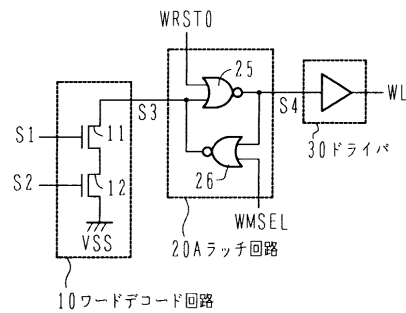 WRST0
25
S3
S4
WL
S1
11
S2
12
26
30ドライバ
VSS
WMSEL
20Aラッチ回路
10ワードデコード回路